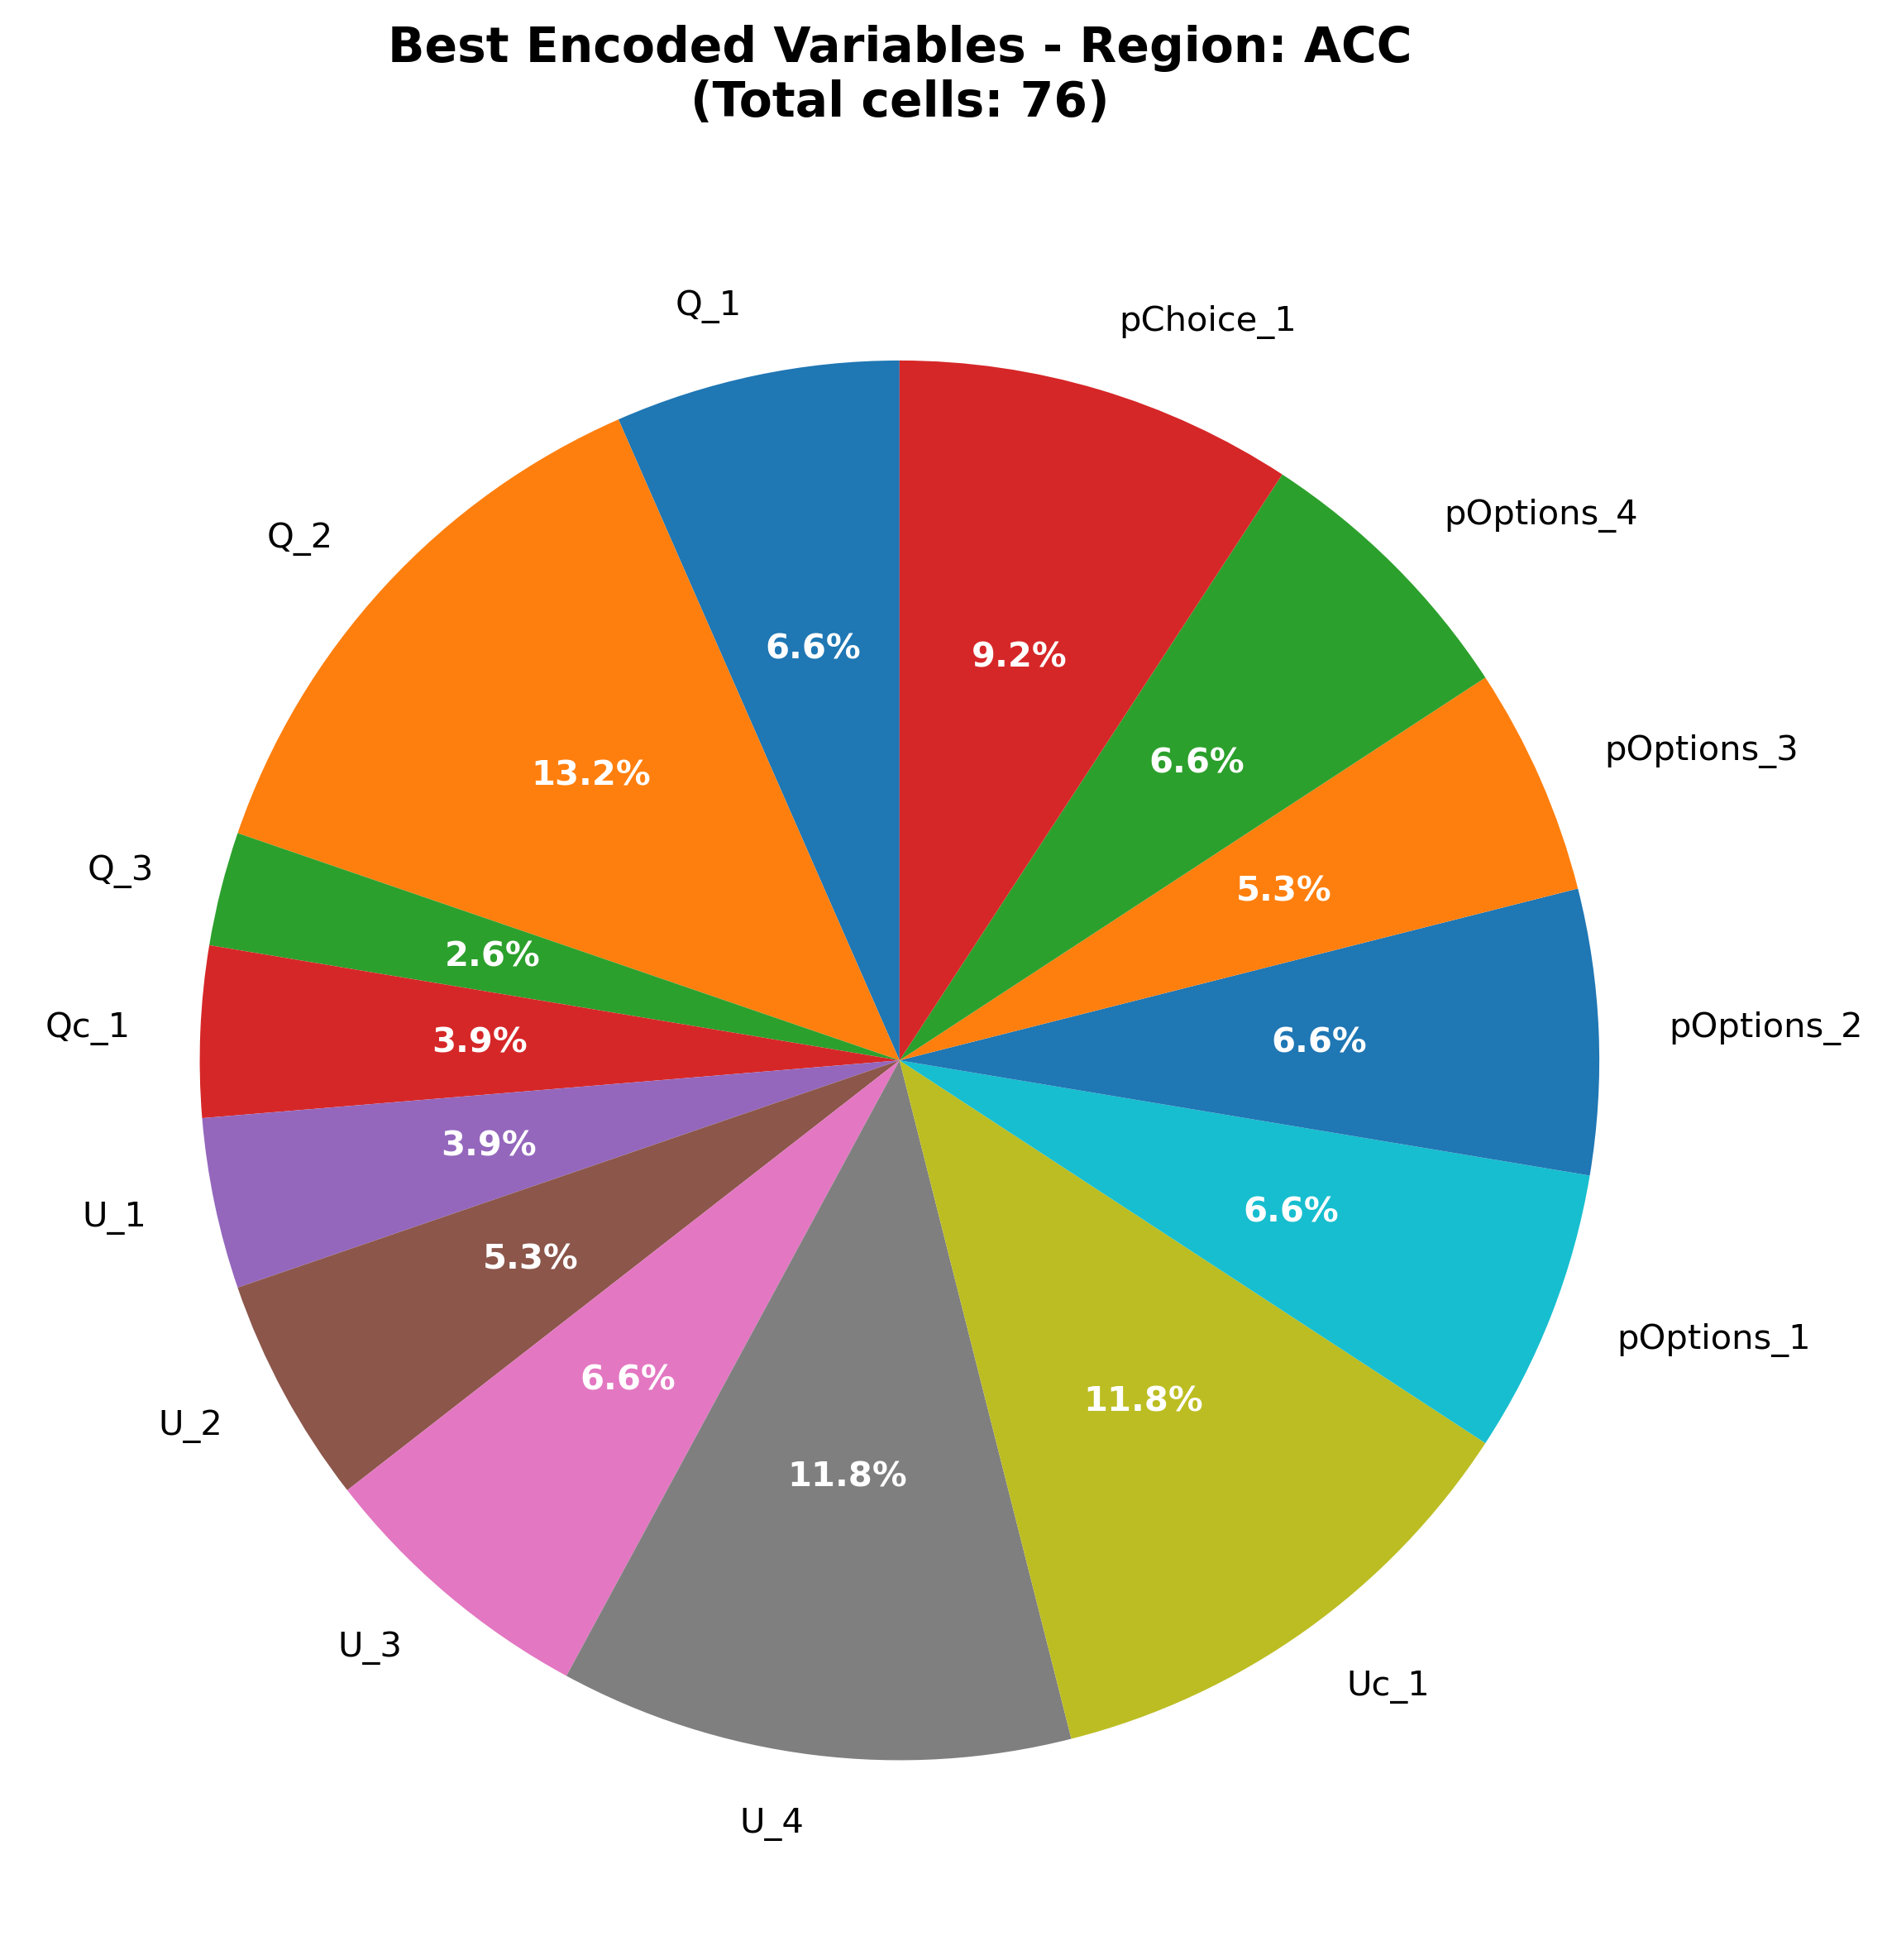 Best Encoded Variables - Region: ACC
(Total cells: 76)
Q_1
pChoice_1
pOptions_4
Q_2
6.6%
9.2%
pOptions_3
6.6%
13.2%
Q_3
5.3%
2.6%
Qc_1
3.9%
6.6%
pOptions_2
3.9%
U_1
6.6%
5.3%
pOptions_1
6.6%
11.8%
U_2
11.8%
U_3
Uc_1
U_4